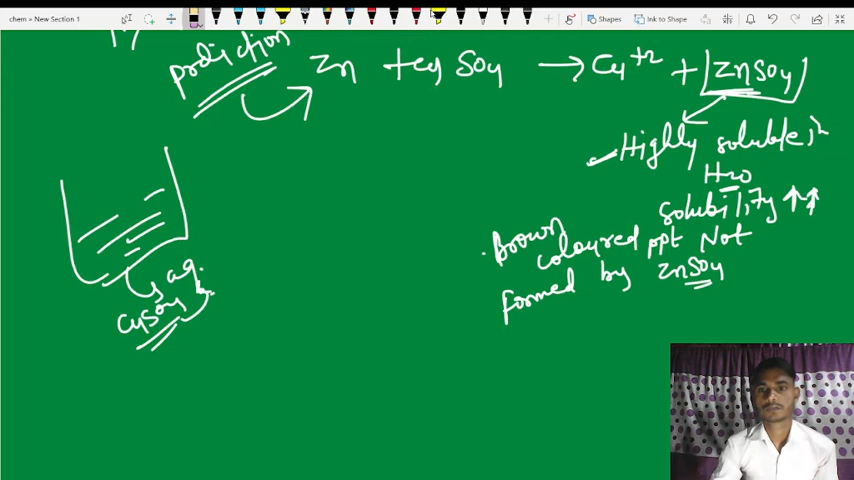 chem » New Section 1
Shapes
Ink to Shape
prodiction
Zn + CuSO4 → Cu+2 + ZnSO4
Highly soluble in
H2O
solubility ↑↑
Brown
coloured ppt Not
formed by ZnSO4
aq.
CuSO4